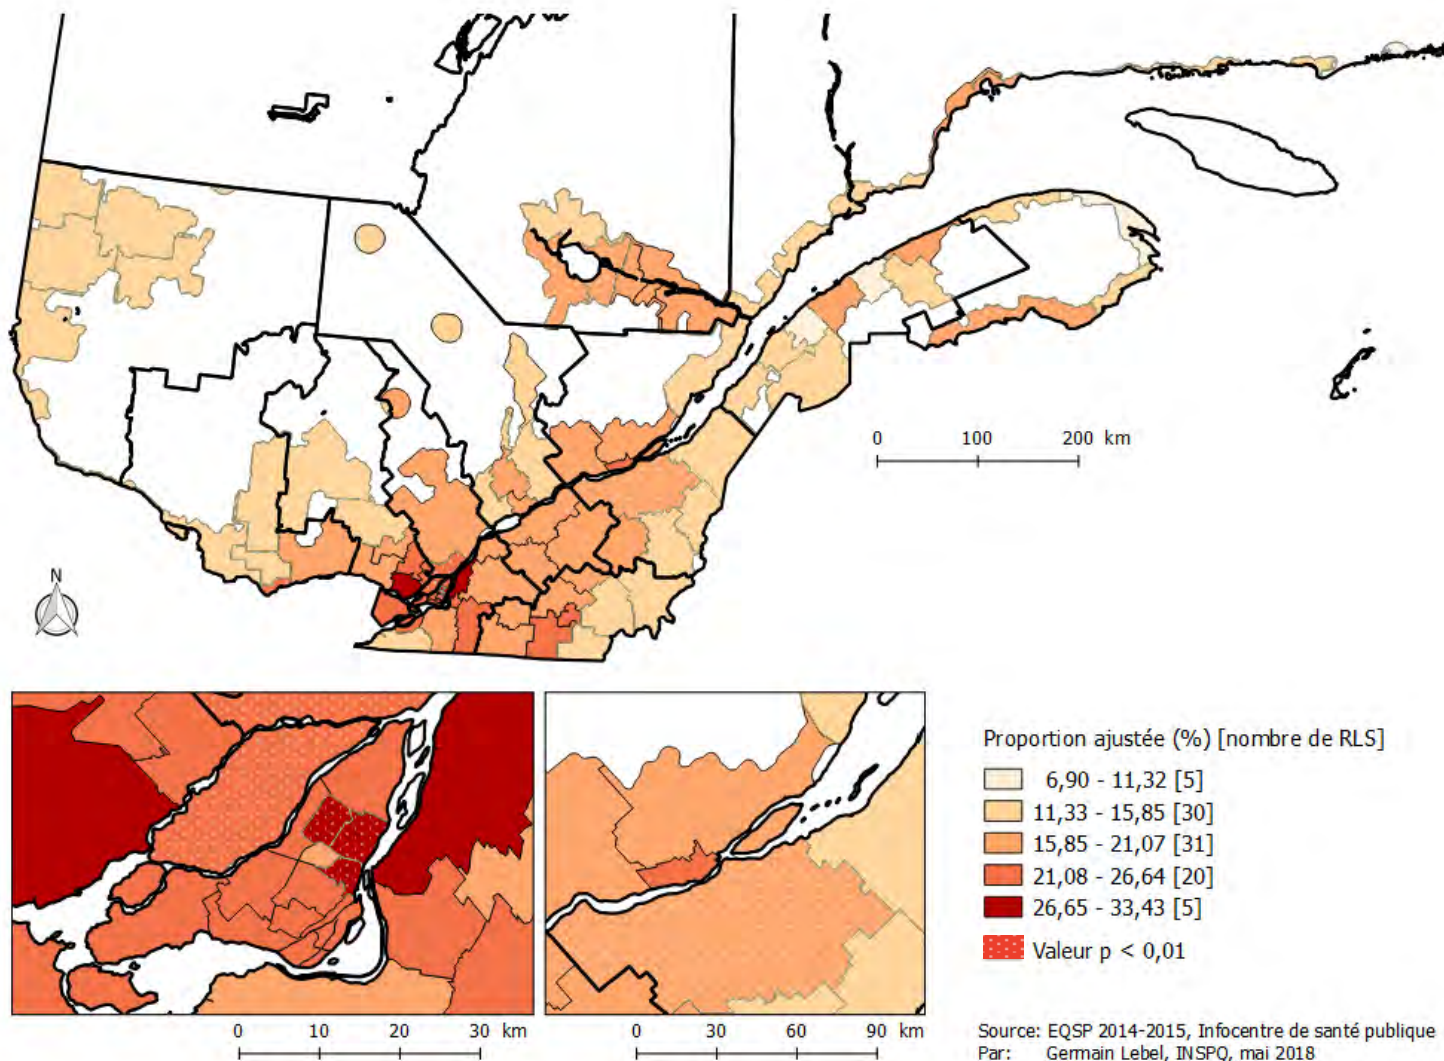 0 100 200 km
N
Proportion ajustée (%) [nombre de RLS]
6,90 - 11,32 [5]
11,33 - 15,85 [30]
15,85 - 21,07 [31]
21,08 - 26,64 [20]
26,65 - 33,43 [5]
Valeur p < 0,01
0 10 20 30 km
0 30 60 90 km
Source: EQSP 2014-2015, Infocentre de santé publique
Par: Germain Lebel, INSPQ, mai 2018